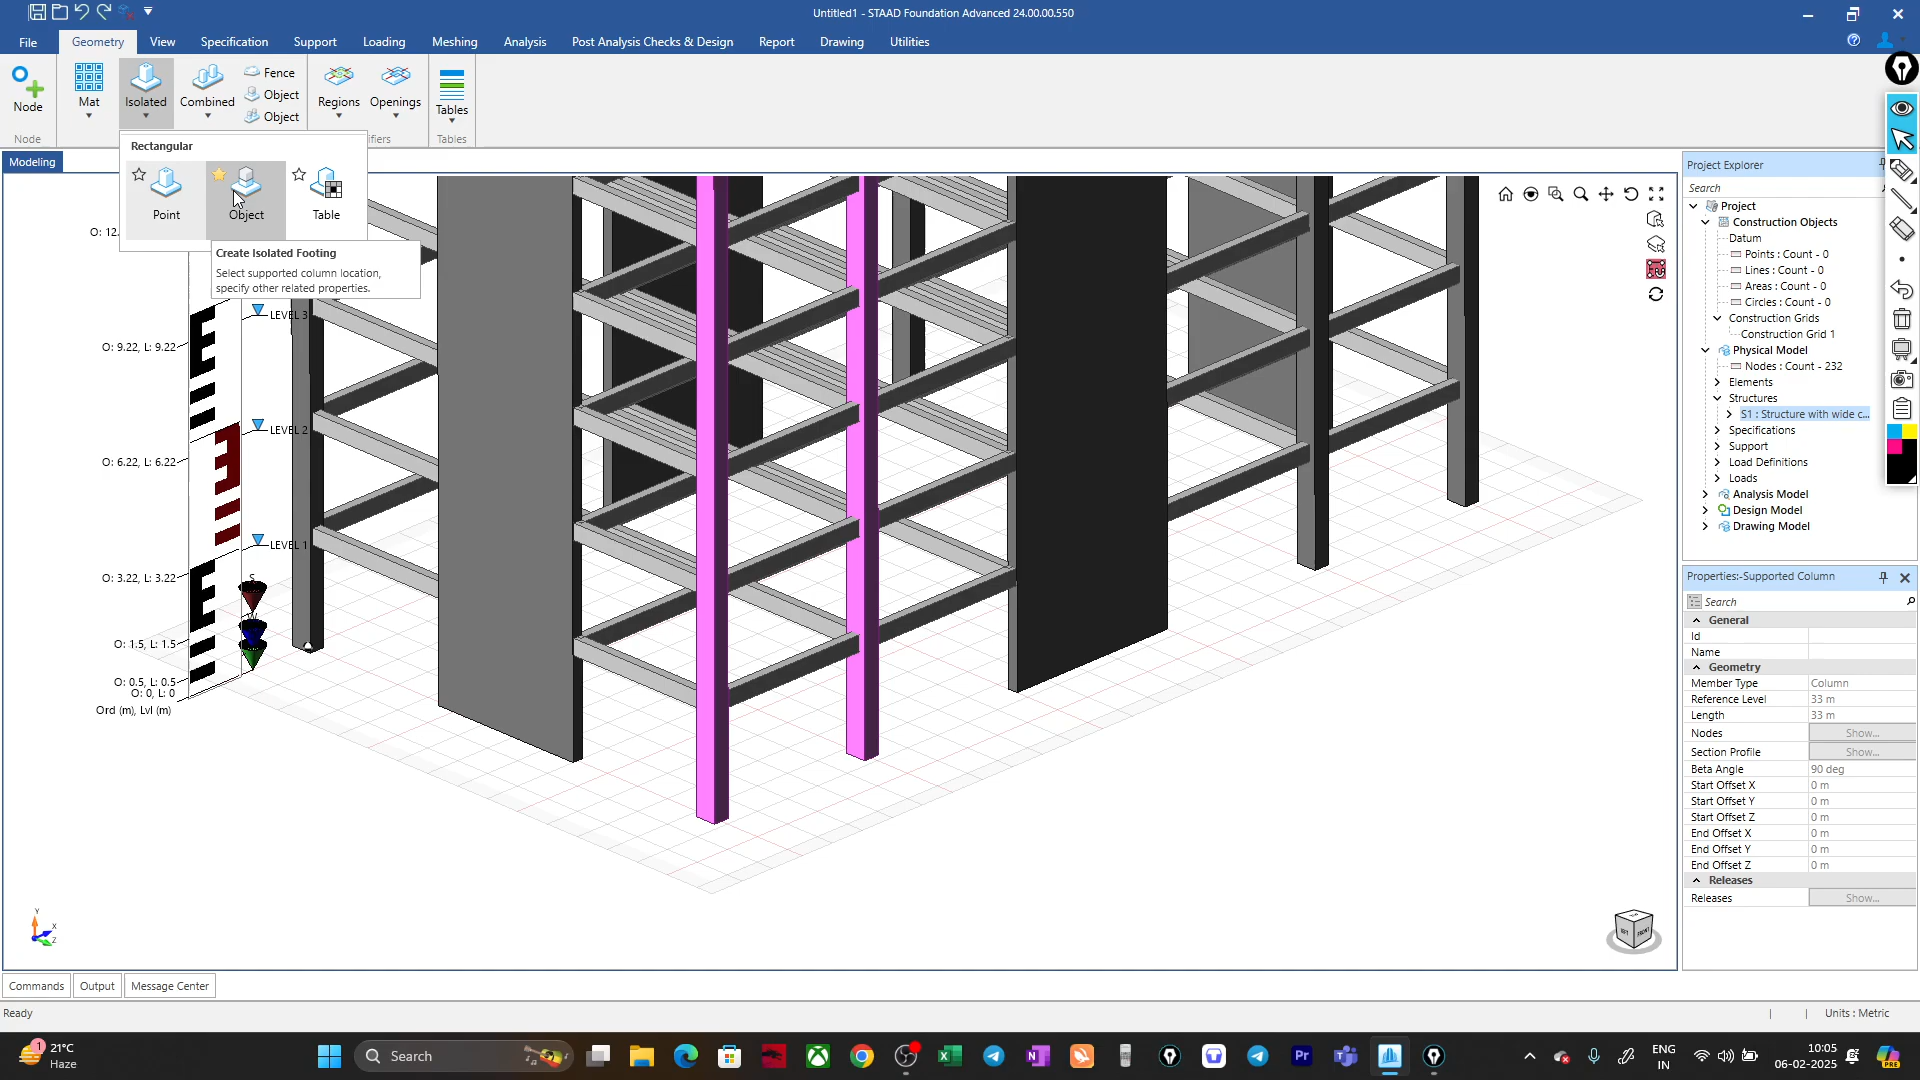 Untitled1 - STAAD Foundation Advanced 24.00.00.550
File Geometry View Specification Support Loading Meshing Analysis Post Analysis Checks & Design Report Drawing Utilities
Node
Mat
Isolated
Combined
Fence
Object
Object
Regions
Openings
Tables
Node
ifiers
Tables
Rectangular
Point
Object
Table
Create Isolated Footing
Select supported column location,
specify other related properties.
Modeling
O: 12.
O: 9.22, L: 9.22
LEVEL 3
O: 6.22, L: 6.22
LEVEL 2
O: 3.22, L: 3.22
LEVEL 1
O: 1.5, L: 1.5
O: 0.5, L: 0.5
O: 0, L: 0
Ord (m), Lvl (m)
S
Y
X
Z
LEFT
FRONT
Project Explorer
Search
Project
Construction Objects
Datum
Points : Count - 0
Lines : Count - 0
Areas : Count - 0
Circles : Count - 0
Construction Grids
Construction Grid 1
Physical Model
Nodes : Count - 232
Elements
Structures
S1 : Structure with wide c...
Specifications
Support
Load Definitions
Loads
Analysis Model
Design Model
Drawing Model
Properties:-Supported Column
Search
General
Id
Name
Geometry
Member Type Column
Reference Level 33 m
Length 33 m
Nodes Show...
Section Profile Show...
Beta Angle 90 deg
Start Offset X 0 m
Start Offset Y 0 m
Start Offset Z 0 m
End Offset X 0 m
End Offset Y 0 m
End Offset Z 0 m
Releases
Releases Show...
Commands Output Message Center
Ready
Units : Metric
1
21°C
Haze
Search
ENG
IN
10:05
06-02-2025